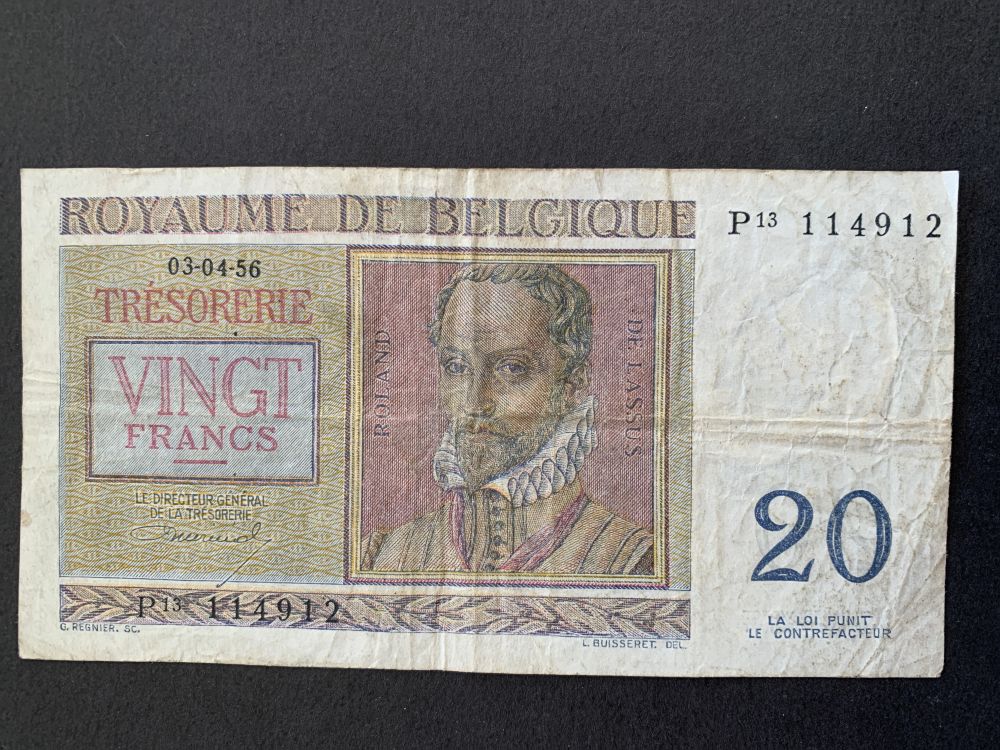 ROYAUME DE BELGIQUE
P13 114912
03-04-56
TRÉSORERIE
VINGT
FRANCS
LE DIRECTEUR GÉNÉRAL
DE LA TRÉSORERIE
ROLAND
DE LASSUS
20
LA LOI PUNIT
LE CONTREFACTEUR
P13 114912
G. REGNIER. SC.
L. BUISSERET. DEL.